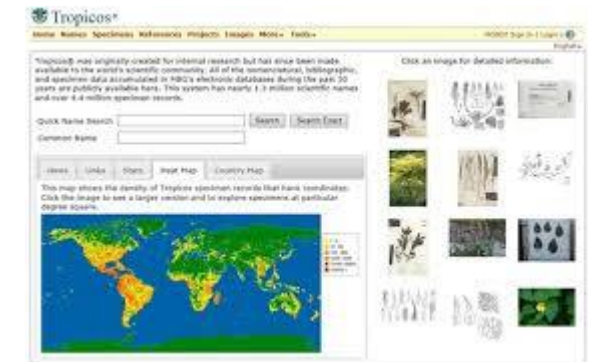 Tropicos®
Home Names Specimens References Projects Images More Tools
MOBOT Sign In | Login
English
Tropicos® was originally created for internal research but has since been made
available to the world's scientific community. All of the nomenclatural, bibliographic,
and specimen data accumulated in MBG's electronic databases during the past 30
years are publicly available here. This system has nearly 1.3 million scientific names
and over 4.4 million specimen records.
Quick Name Search
Search
Search Exact
Common Name
Links
Stats
Heat Map
Country Map
This map shows the density of Tropicos specimen records that have coordinates.
Click the image to see a larger version and to explore specimens at particular
degree square.
Click an image for detailed information: